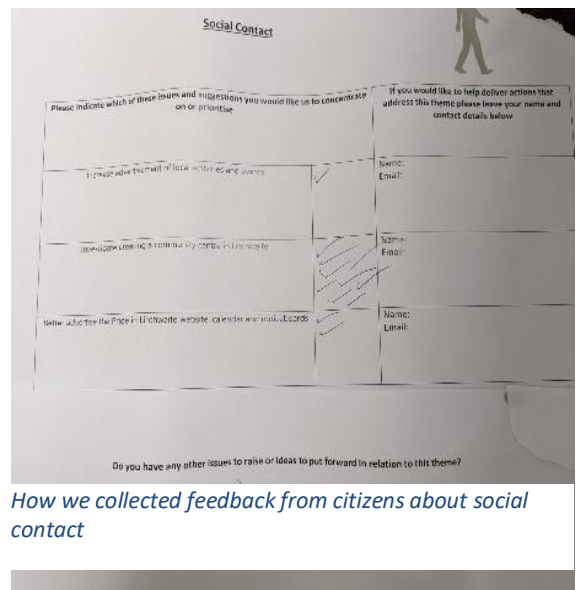 Social Contact
Please indicate which of these issues and suggestions you would like us to concentrate
on or prioritise
If you would like to help deliver actions that
address this theme please leave your name and
contact details below
Increase advertisement of local activities and events
Name:
Email:
Investigate creating a community centre in Linthwaite
Name:
Email:
Better advertise the Pride in Linthwaite website, calendar and noticeboards
Name:
Email:
Do you have any other issues to raise or ideas to put forward in relation to this theme?
How we collected feedback from citizens about social
contact